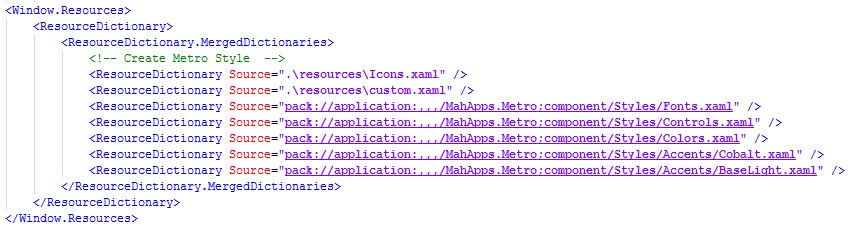 <Window.Resources>
<ResourceDictionary>
<ResourceDictionary.MergedDictionaries>
<!-- Create Metro Style  -->
<ResourceDictionary Source=".\resources\Icons.xaml" />
<ResourceDictionary Source=".\resources\custom.xaml" />
<ResourceDictionary Source="pack://application:,,,/MahApps.Metro;component/Styles/Fonts.xaml" />
<ResourceDictionary Source="pack://application:,,,/MahApps.Metro;component/Styles/Controls.xaml" />
<ResourceDictionary Source="pack://application:,,,/MahApps.Metro;component/Styles/Colors.xaml" />
<ResourceDictionary Source="pack://application:,,,/MahApps.Metro;component/Styles/Accents/Cobalt.xaml" />
<ResourceDictionary Source="pack://application:,,,/MahApps.Metro;component/Styles/Accents/BaseLight.xaml" />
</ResourceDictionary.MergedDictionaries>
</ResourceDictionary>
</Window.Resources>